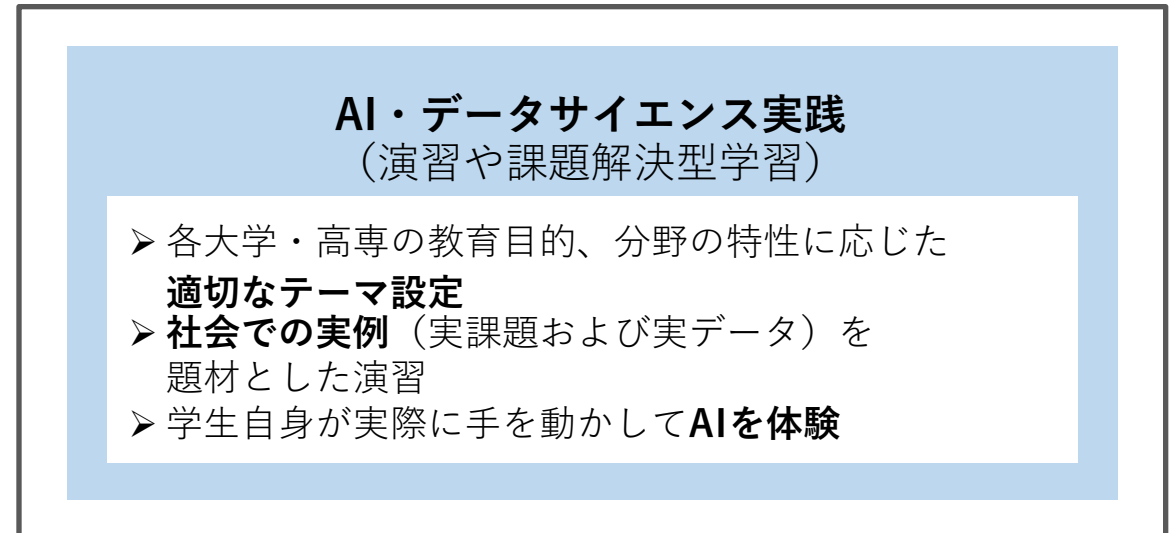 AI・データサイエンス実践
（演習や課題解決型学習）
➢ 各大学・高専の教育目的、分野の特性に応じた
適切なテーマ設定
➢ 社会での実例（実課題および実データ）を
題材とした演習
➢ 学生自身が実際に手を動かしてAIを体験